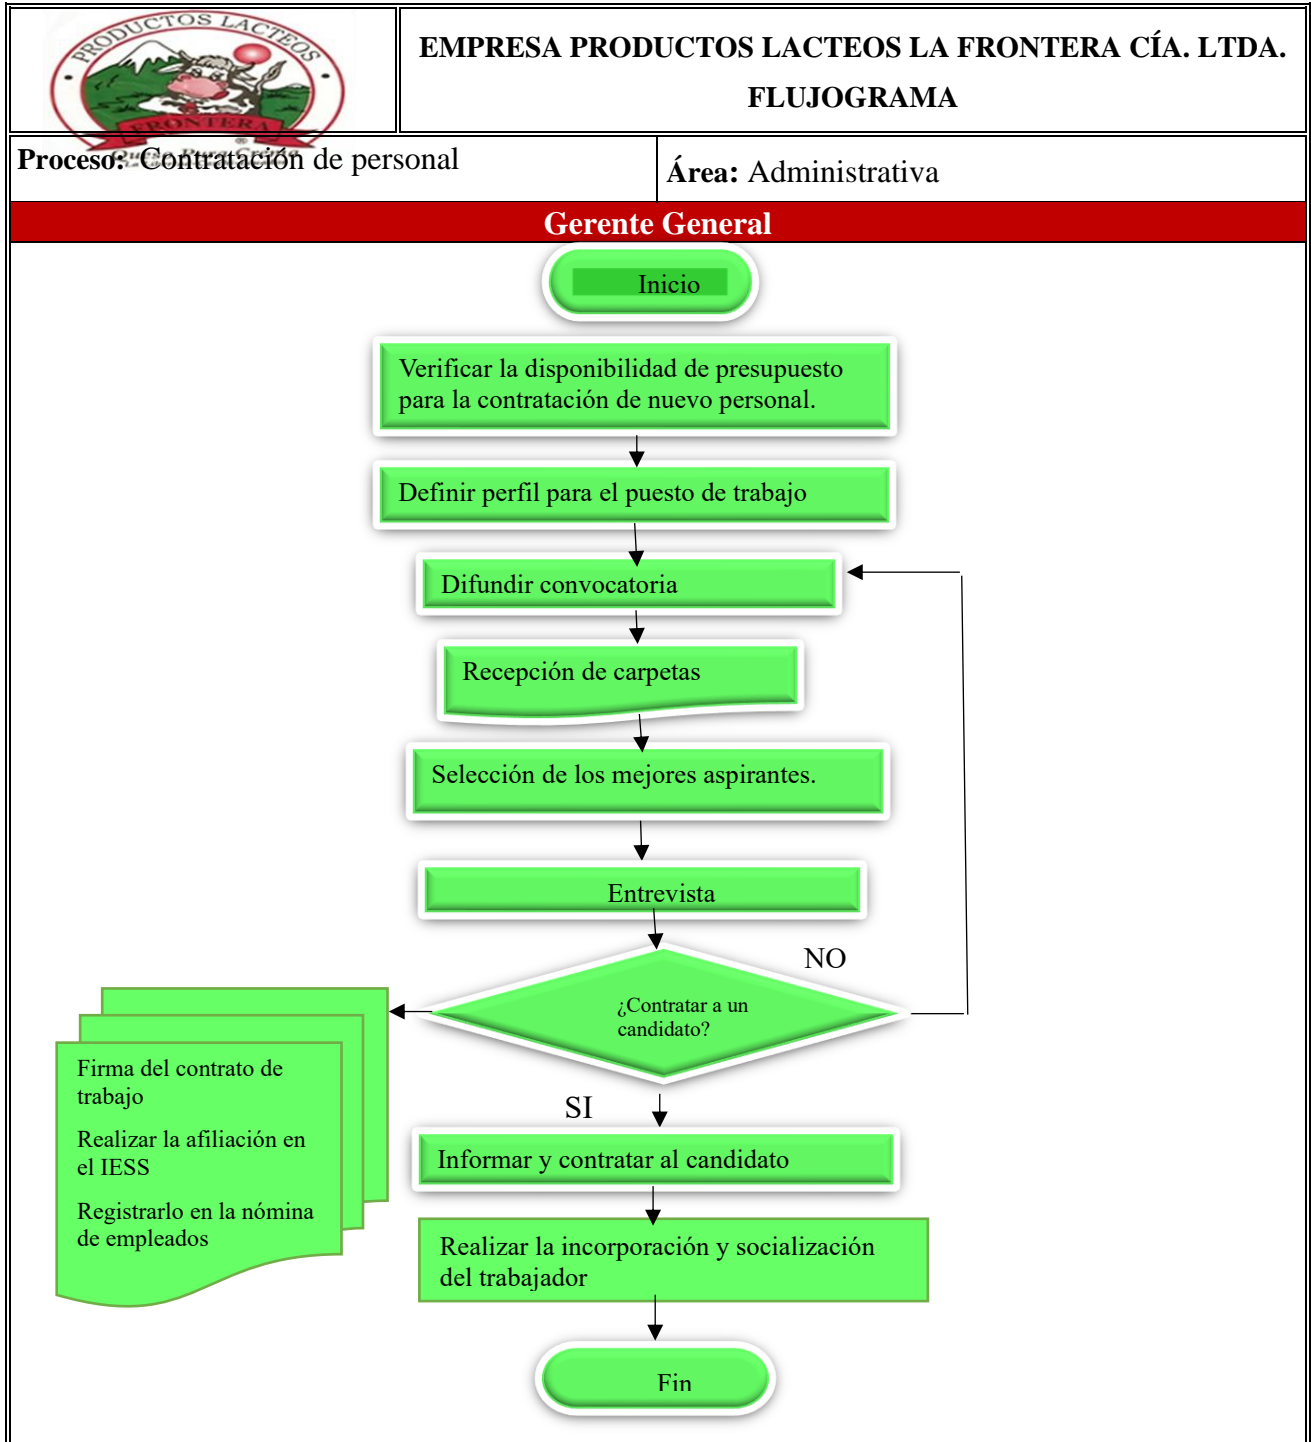 PRODUCTOS LACTEOS
FRONTERA
®
Queso Pura Crema
EMPRESA PRODUCTOS LACTEOS LA FRONTERA CÍA. LTDA.
FLUJOGRAMA
Proceso: Contratación de personal
Área: Administrativa
Gerente General
Inicio
Verificar la disponibilidad de presupuesto
para la contratación de nuevo personal.
Definir perfil para el puesto de trabajo
Difundir convocatoria
Recepción de carpetas
Selección de los mejores aspirantes.
Entrevista
NO
¿Contratar a un
candidato?
Firma del contrato de
trabajo
Realizar la afiliación en
el IESS
Registrarlo en la nómina
de empleados
SI
Informar y contratar al candidato
Realizar la incorporación y socialización
del trabajador
Fin